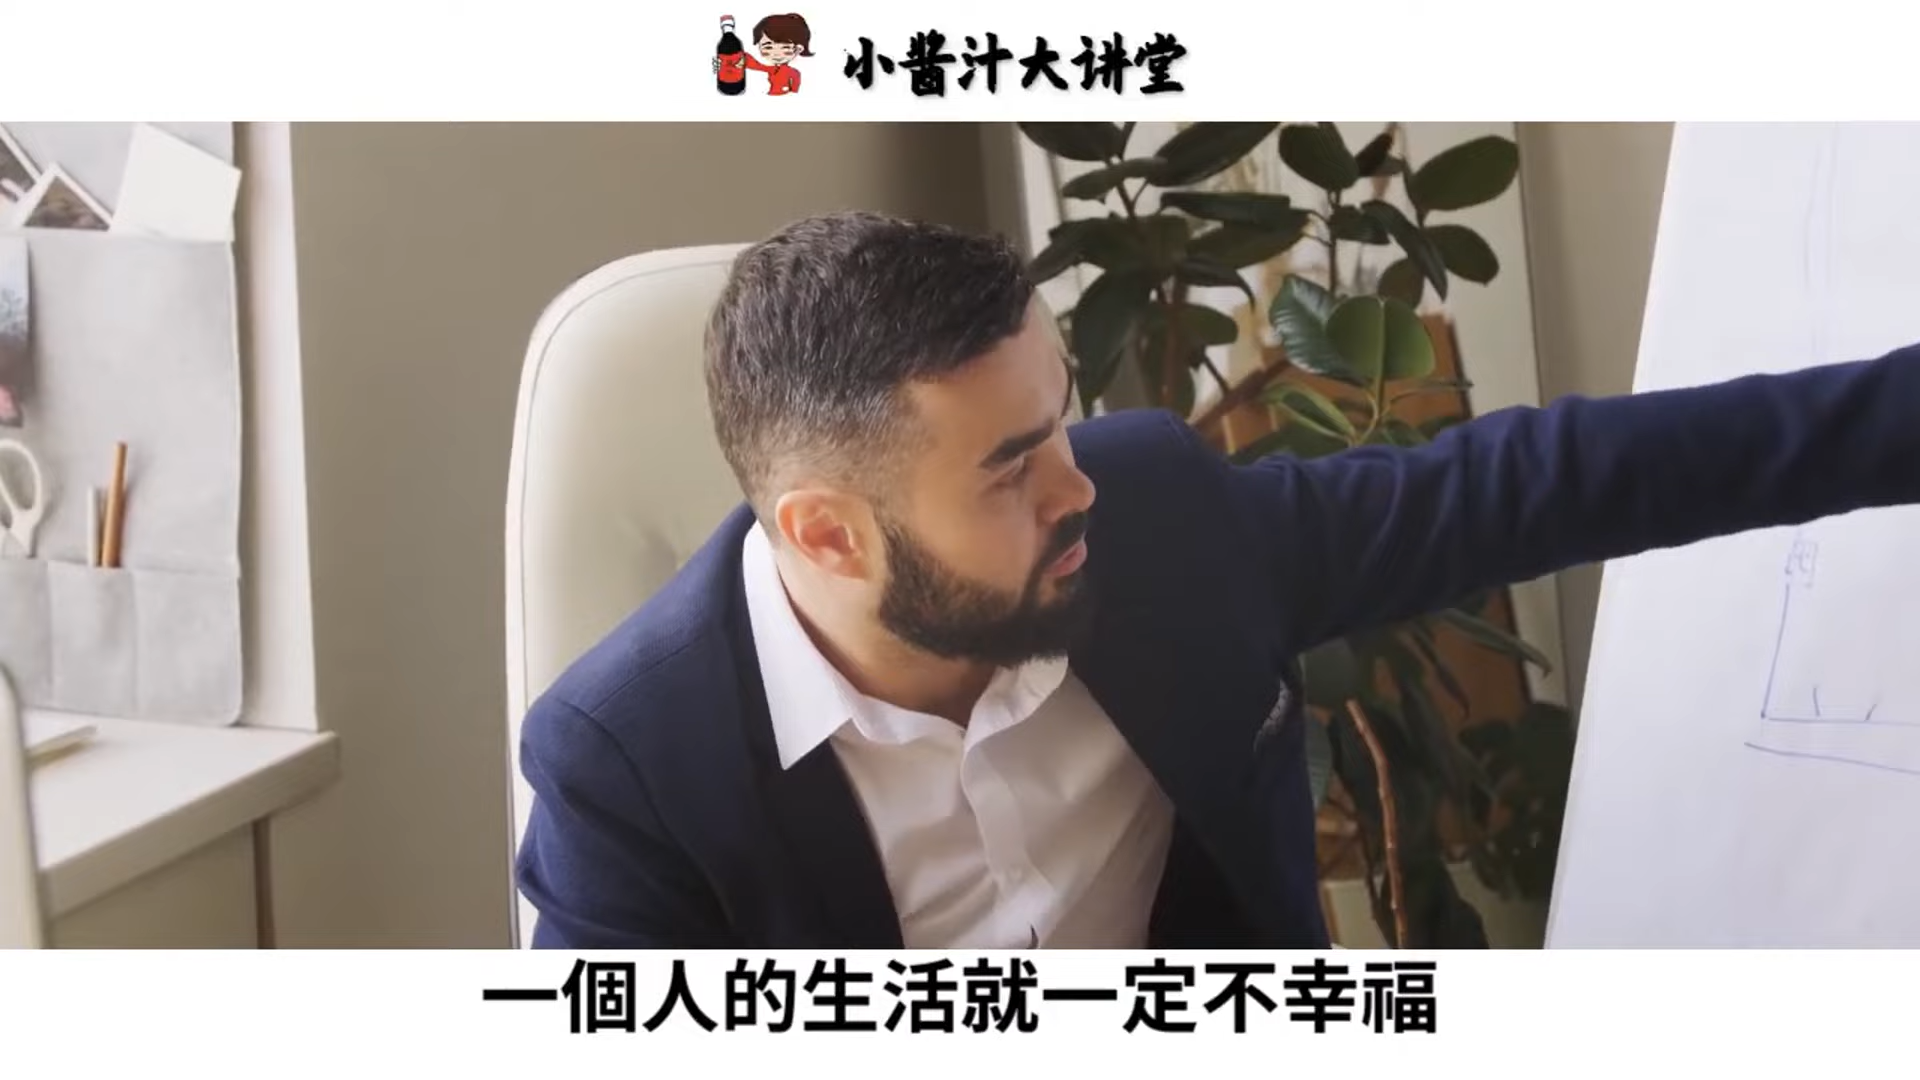 小酱汁大讲堂
一個人的生活就一定不幸福